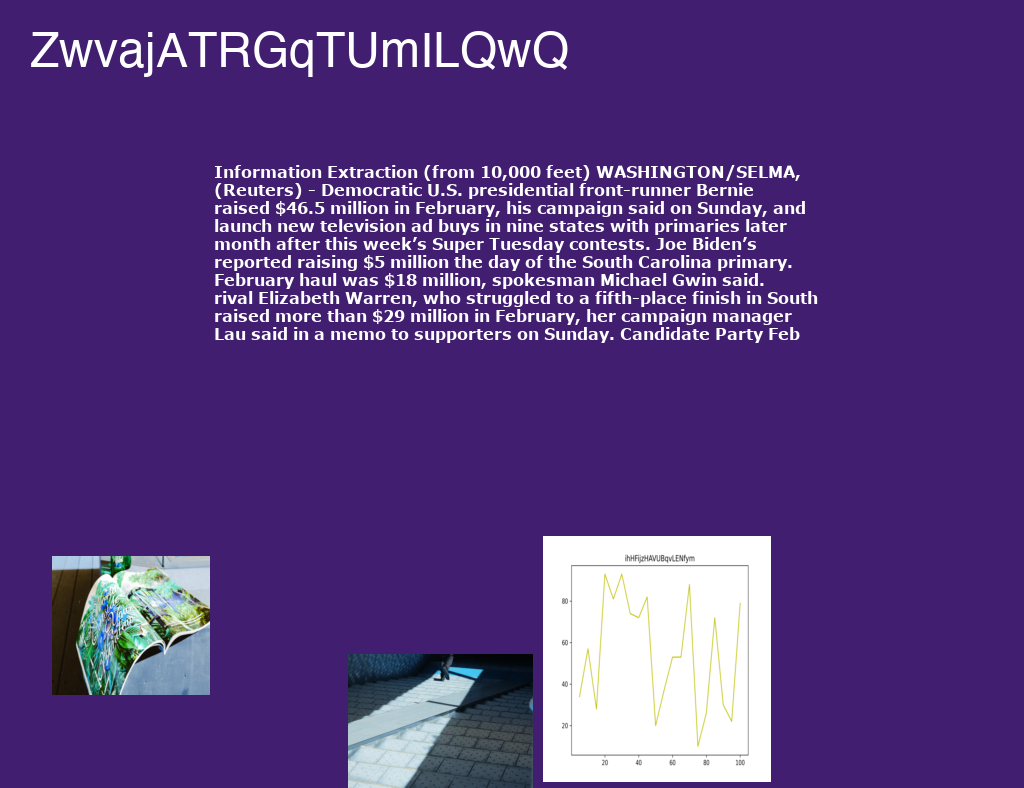 ZwvajATRGqTUmILQwQ
Information Extraction (from 10,000 feet) WASHINGTON/SELMA,
(Reuters) - Democratic U.S. presidential front-runner Bernie
raised $46.5 million in February, his campaign said on Sunday, and
launch new television ad buys in nine states with primaries later
month after this week’s Super Tuesday contests. Joe Biden’s
reported raising $5 million the day of the South Carolina primary.
February haul was $18 million, spokesman Michael Gwin said.
rival Elizabeth Warren, who struggled to a fifth-place finish in South
raised more than $29 million in February, her campaign manager
Lau said in a memo to supporters on Sunday. Candidate Party Feb
ihHFijzHAVUBqvLENfym
80
60
40
20
20 40 60 80 100